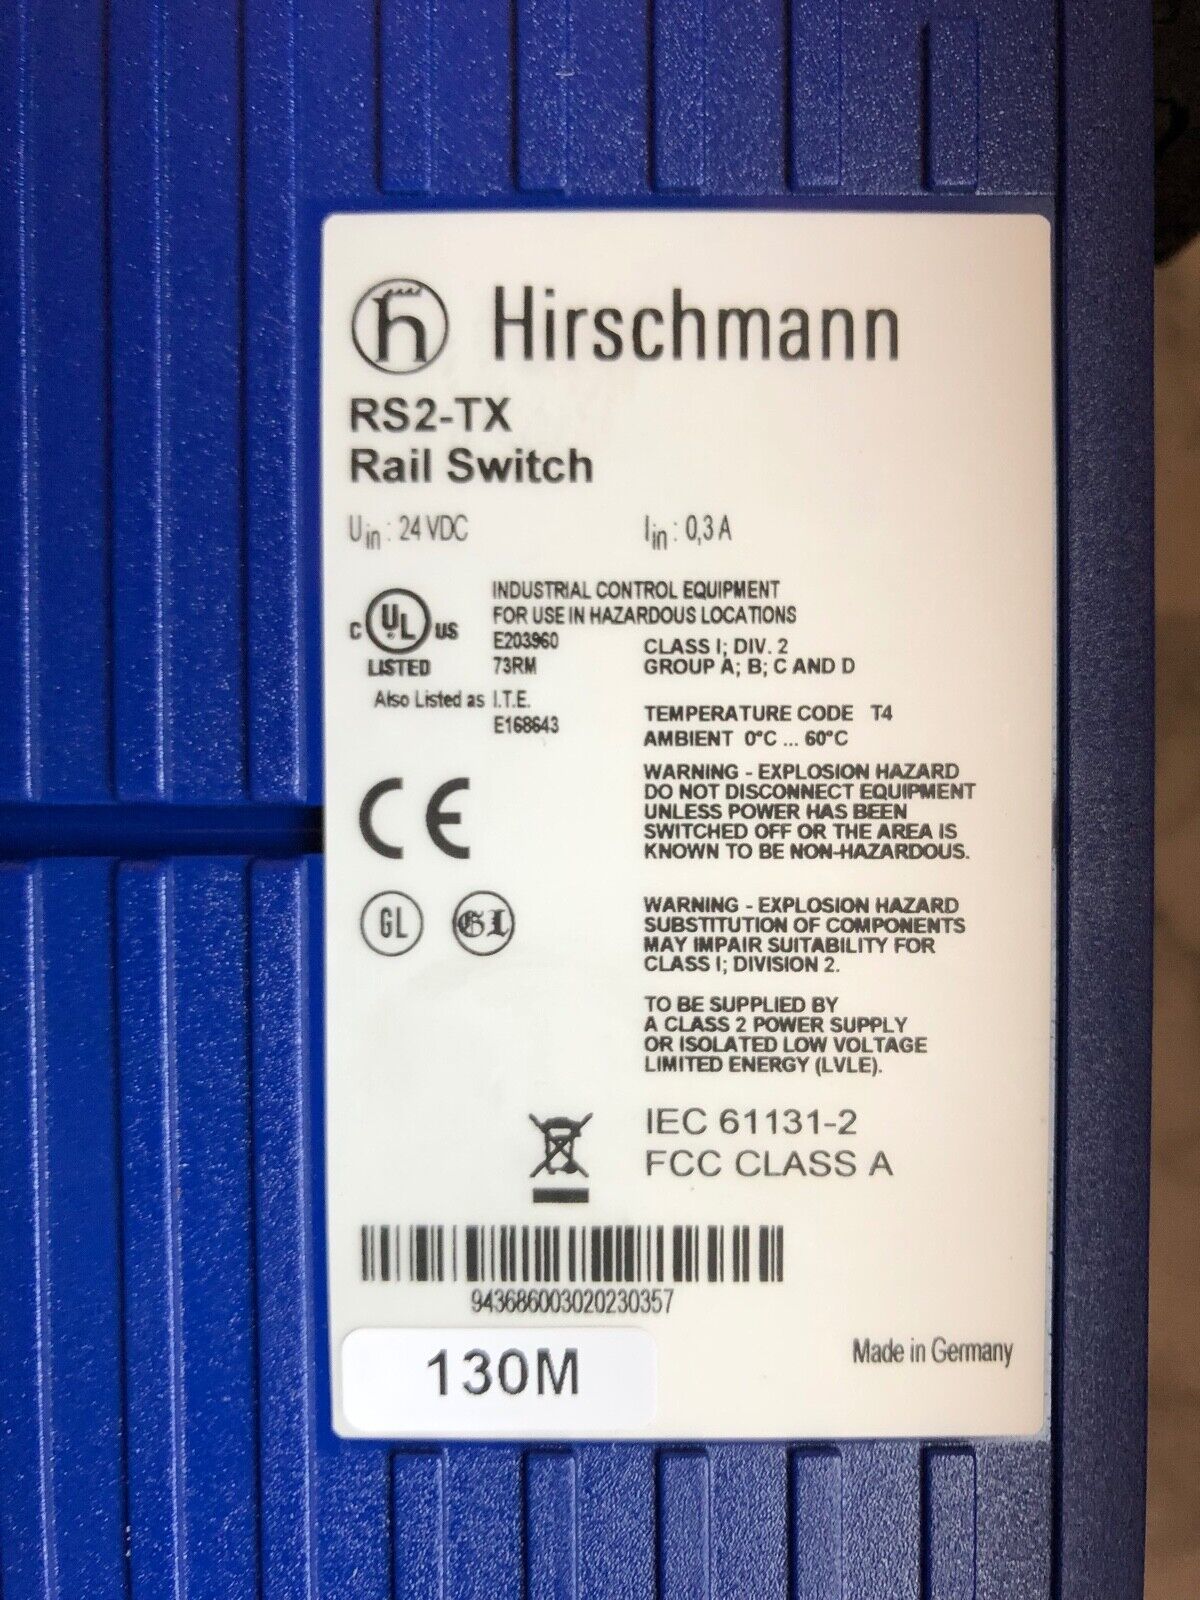 Hirschmann
RS2-TX
Rail Switch
Uin : 24 VDC Iin : 0,3 A
INDUSTRIAL CONTROL EQUIPMENT
FOR USE IN HAZARDOUS LOCATIONS
C UL US
LISTED
E203960
73RM
CLASS I; DIV. 2
GROUP A; B; C AND D
Also Listed as I.T.E.
E168643
TEMPERATURE CODE T4
AMBIENT 0°C ... 60°C
CE
WARNING - EXPLOSION HAZARD
DO NOT DISCONNECT EQUIPMENT
UNLESS POWER HAS BEEN
SWITCHED OFF OR THE AREA IS
KNOWN TO BE NON-HAZARDOUS.
GL GL
WARNING - EXPLOSION HAZARD
SUBSTITUTION OF COMPONENTS
MAY IMPAIR SUITABILITY FOR
CLASS I; DIVISION 2.
TO BE SUPPLIED BY
A CLASS 2 POWER SUPPLY
OR ISOLATED LOW VOLTAGE
LIMITED ENERGY (LVLE).
IEC 61131-2
FCC CLASS A
943686003020230357
130M
Made in Germany